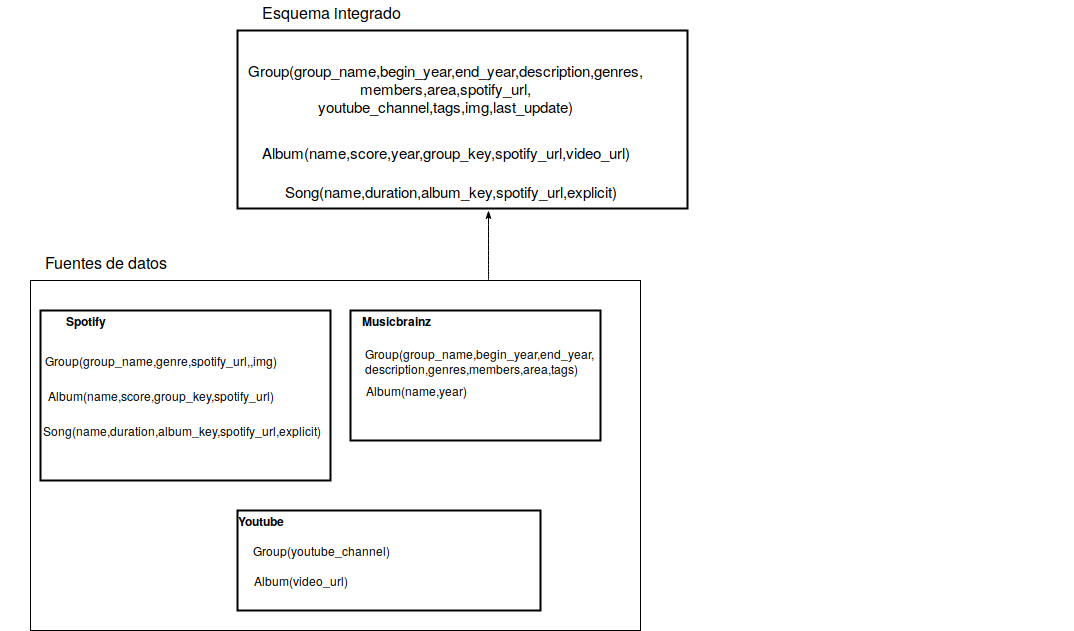 Esquema Integrado
Group(group_name,begin_year,end_year,description,genres,
members,area,spotify_url,
youtube_channel,tags,img,last_update)
Album(name,score,year,group_key,spotify_url,video_url)
Song(name,duration,album_key,spotify_url,explicit)
Fuentes de datos
Spotify
Group(group_name,genre,spotify_url,,img)
Album(name,score,group_key,spotify_url)
Song(name,duration,album_key,spotify_url,explicit)
Musicbrainz
Group(group_name,begin_year,end_year,
description,genres,members,area,tags)
Album(name,year)
Youtube
Group(youtube_channel)
Album(video_url)